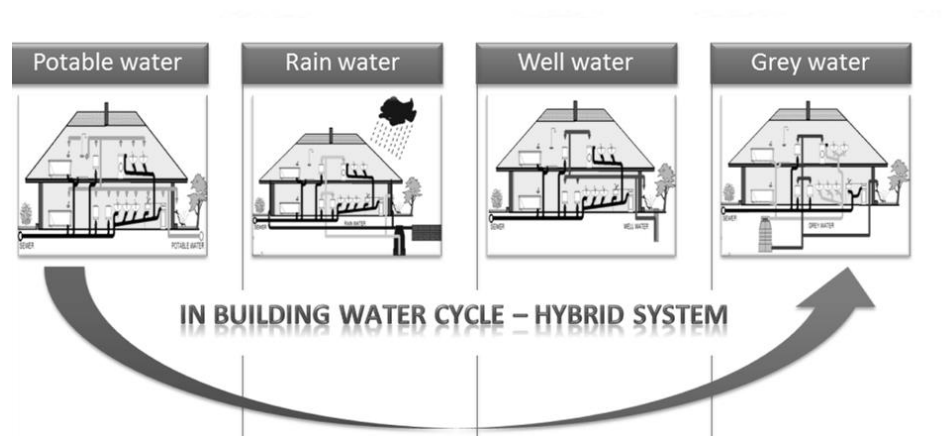 Potable water
Rain water
Well water
Grey water
SEWER
POTABLE WATER
SEWER
RAIN WATER
SEWER
WELL WATER
SEWER
GREY WATER
IN BUILDING WATER CYCLE – HYBRID SYSTEM